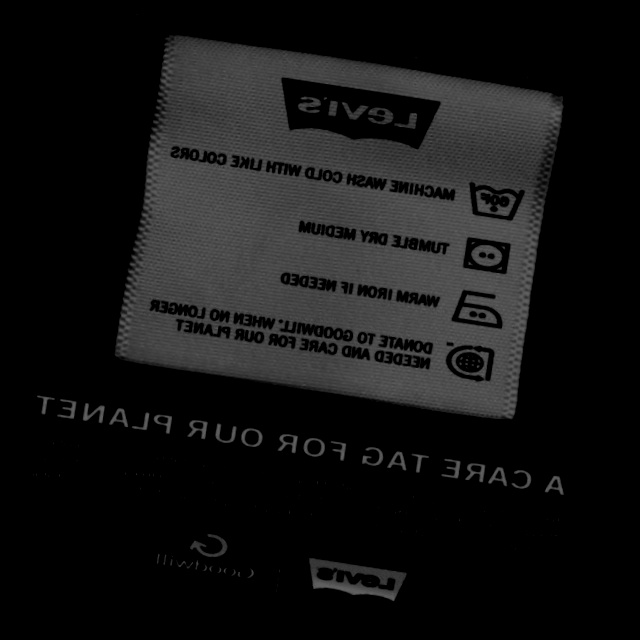 Levi's
MACHINE WASH COLD WITH LIKE COLORS
TUMBLE DRY MEDIUM
WARM IRON IF NEEDED
DONATE TO GOODWILL™, WHEN NO LONGER
NEEDED AND CARE FOR OUR PLANET
A CARE TAG FOR OUR PLANET
Levi's
Goodwill